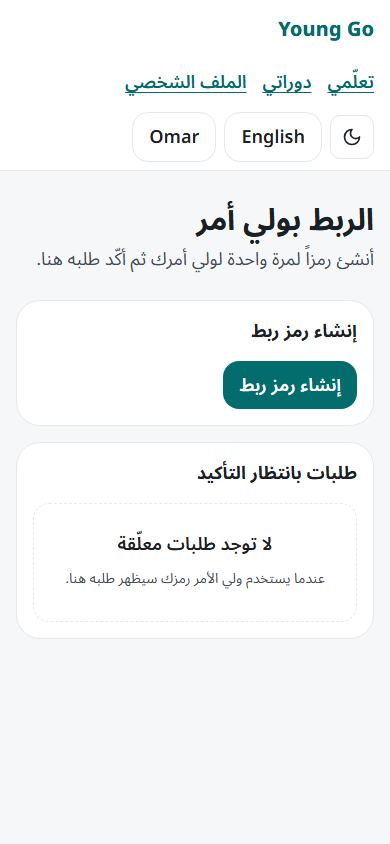 Young Go
تعلّمي دوراتي الملف الشخصي
English Omar
الربط بولي أمر
أنشئ رمزاً لمرة واحدة لولي أمرك ثم أكّد طلبه هنا.
إنشاء رمز ربط
إنشاء رمز ربط
طلبات بانتظار التأكيد
لا توجد طلبات معلّقة
عندما يستخدم ولي الأمر رمزك سيظهر طلبه هنا.